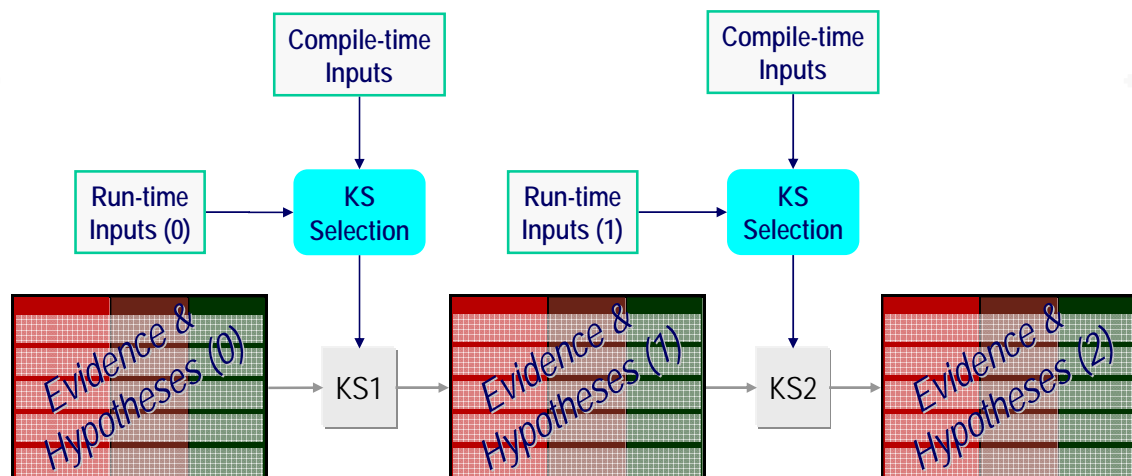 Compile-time
Inputs
Compile-time
Inputs
Run-time
Inputs (0)
KS
Selection
Run-time
Inputs (1)
KS
Selection
Evidence &
Hypotheses (0)
KS1
Evidence &
Hypotheses (1)
KS2
Evidence &
Hypotheses (2)